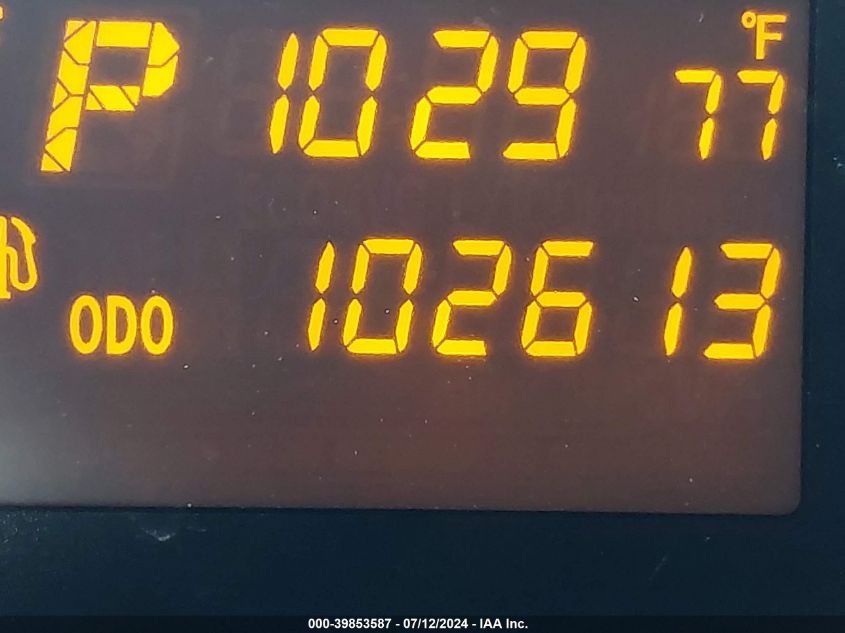 P 1029 °F 77
ODO 102613
000-39853587 - 07/12/2024 - IAA Inc.